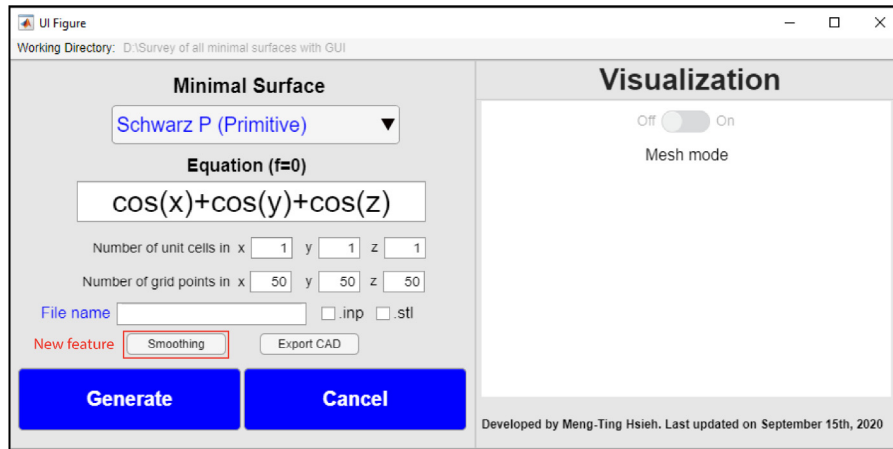 UI Figure
Working Directory: D:\Survey of all minimal surfaces with GUI
Minimal Surface
Schwarz P (Primitive)
Equation (f=0)
cos(x)+cos(y)+cos(z)
Number of unit cells in x 1 y 1 z 1
Number of grid points in x 50 y 50 z 50
File name .inp .stl
New feature Smoothing Export CAD
Generate Cancel
Visualization
Off On
Mesh mode
Developed by Meng-Ting Hsieh. Last updated on September 15th, 2020